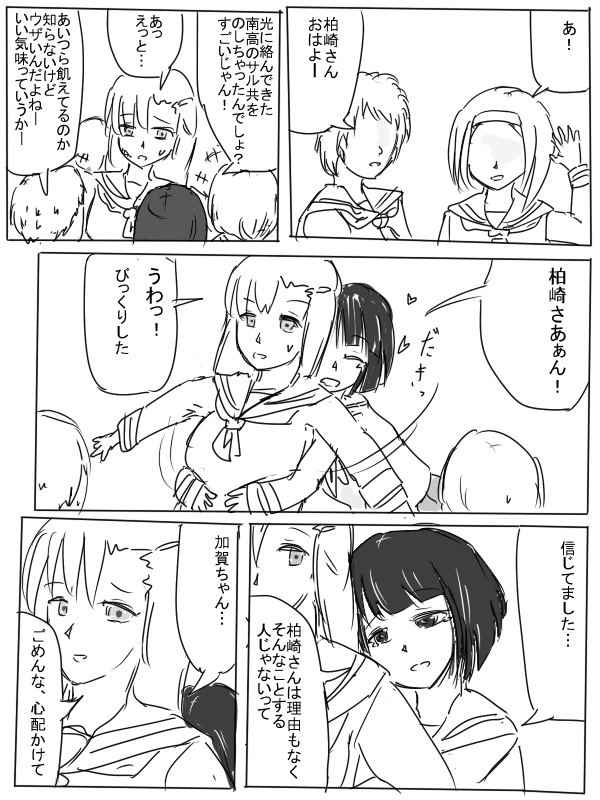 あ！
柏崎さん
おはよー
光に絡んできた
南高のサル共を
のしちゃったんでしょ？
すごいじゃん！
あっ
えっと…
あいつら飢えてるのか
知らないけど
ウザいんだよねー
いい気味っていうかー
柏崎さあぁん！
だきっ
うわっ！
びっくりした
信じてました…
柏崎さんは理由もなく
そんなことする
人じゃないって
加賀ちゃん…
ごめんな、心配かけて